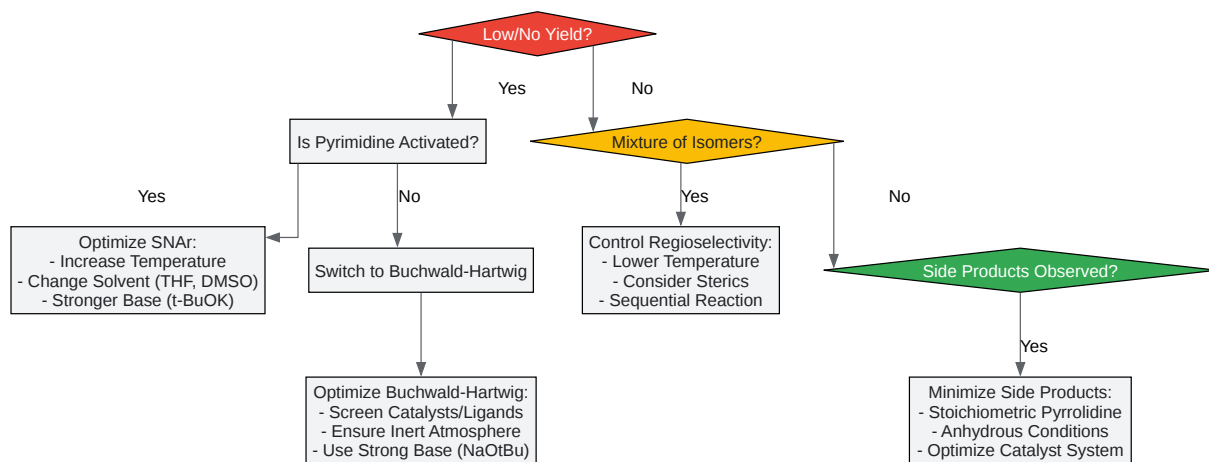 Low/No Yield?
Yes
No
Is Pyrimidine Activated?
Mixture of Isomers?
Yes
No
Yes
No
Optimize SNAr:
- Increase Temperature
- Change Solvent (THF, DMSO)
- Stronger Base (t-BuOK)
Switch to Buchwald-Hartwig
Control Regioselectivity:
- Lower Temperature
- Consider Sterics
- Sequential Reaction
Side Products Observed?
Yes
Optimize Buchwald-Hartwig:
- Screen Catalysts/Ligands
- Ensure Inert Atmosphere
- Use Strong Base (NaOtBu)
Minimize Side Products:
- Stoichiometric Pyrrolidine
- Anhydrous Conditions
- Optimize Catalyst System